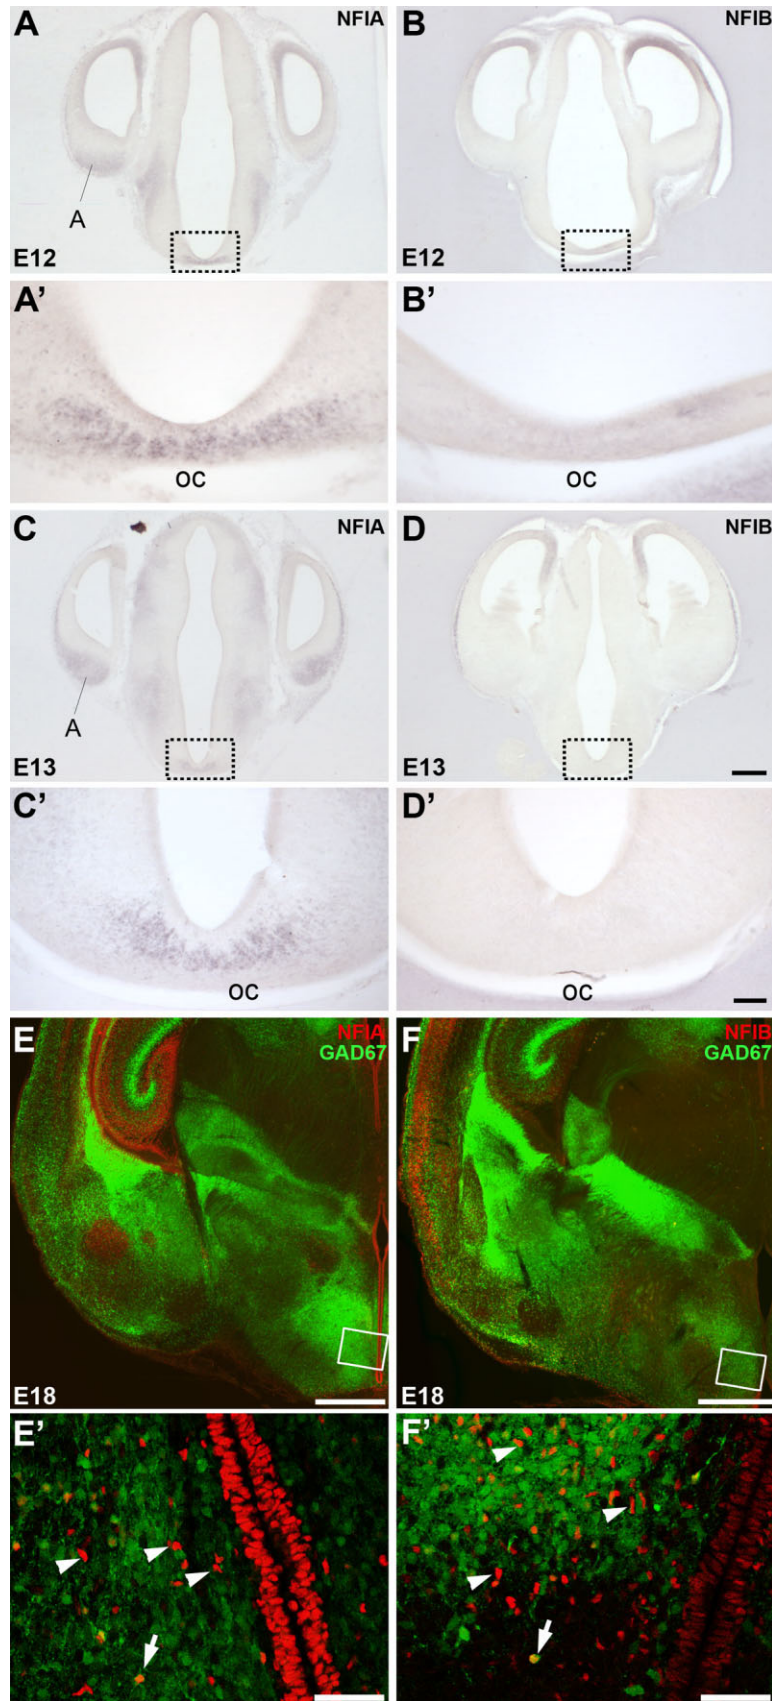 A NFIA
A
E12
B NFIB
E12
A’
OC
B’
OC
C NFIA
A
E13
D NFIB
E13
C’
OC
D’
OC
E NFIA
GAD67
E18
F NFIB
GAD67
E18
E’
F’